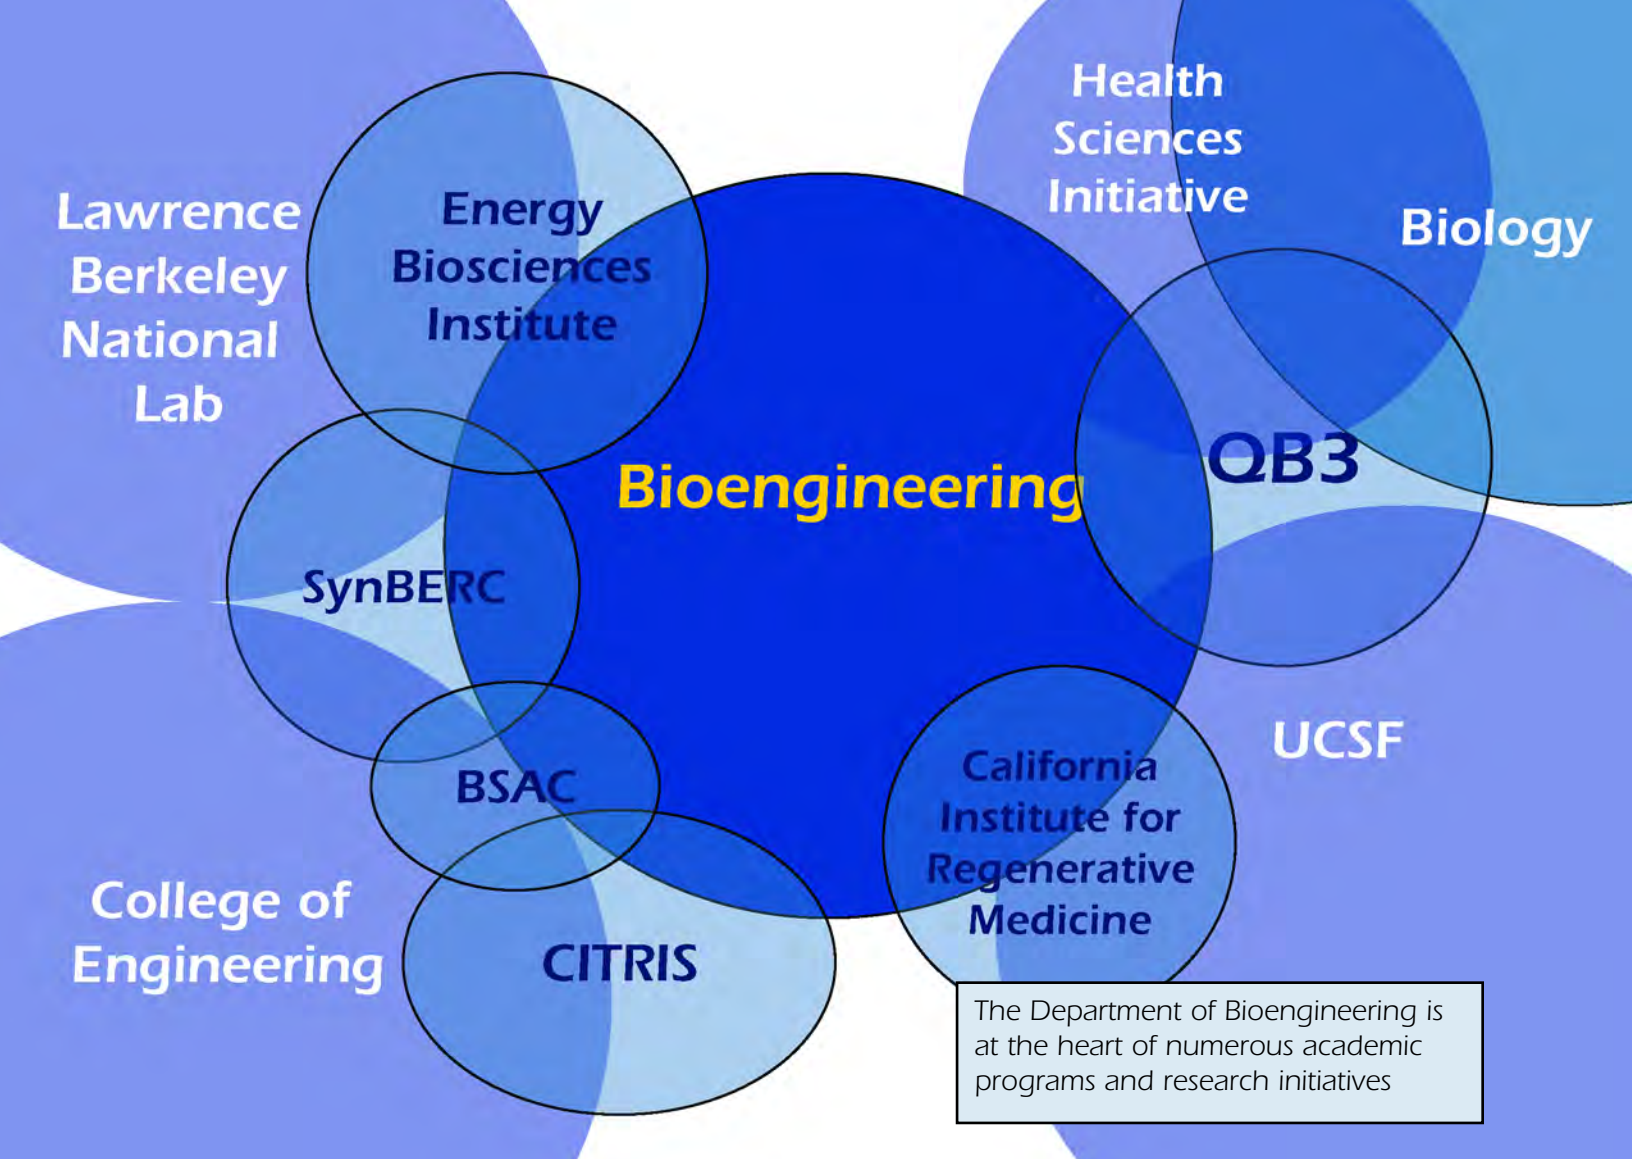 Health
Sciences
Initiative
Biology
Lawrence
Berkeley
National
Lab
Energy
Biosciences
Institute
Bioengineering
QB3
SynBERC
BSAC
UCSF
California
Institute for
Regenerative
Medicine
College of
Engineering
CITRIS
The Department of Bioengineering is
at the heart of numerous academic
programs and research initiatives